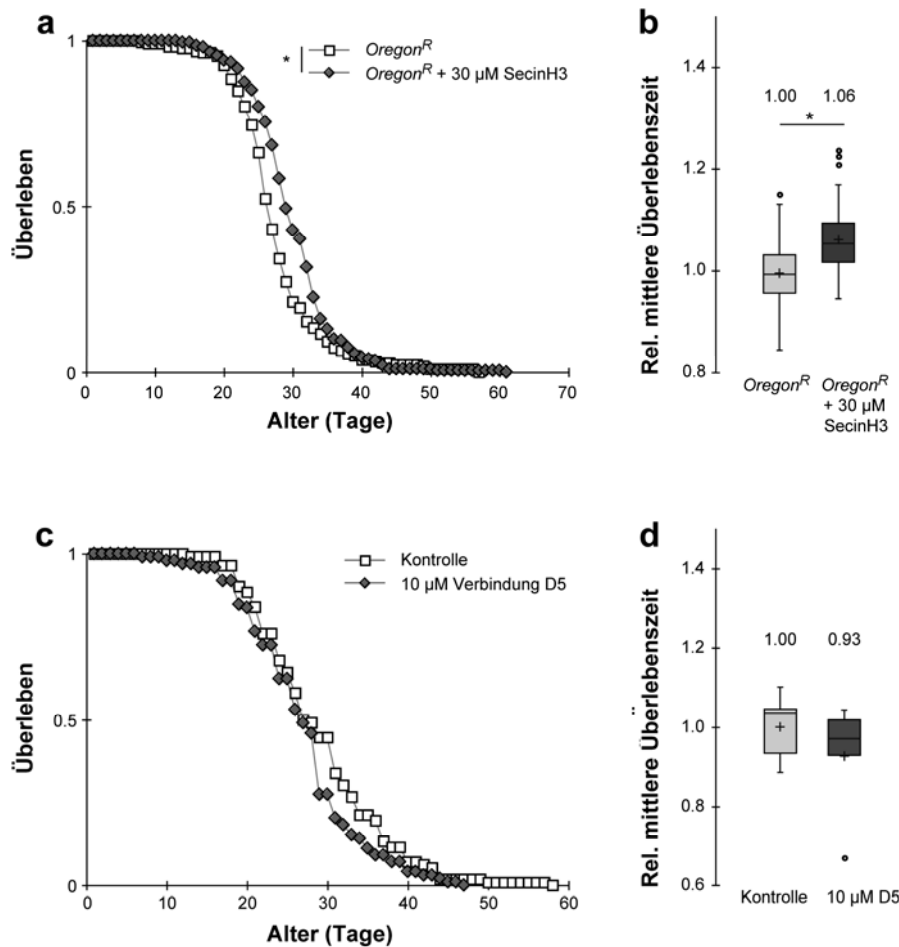 a
Überleben
1
0.5
0
0 10 20 30 40 50 60 70
Alter (Tage)
* Oregonᴿ
Oregonᴿ + 30 µM SecinH3
b
Rel. mittlere Überlebenszeit
1.4
1.2
1.0
0.8
1.00 1.06
*
Oregonᴿ
Oregonᴿ
+ 30 µM
SecinH3
c
Überleben
1
0.5
0
0 10 20 30 40 50 60
Alter (Tage)
Kontrolle
10 µM Verbindung D5
d
Rel. mittlere Überlebenszeit
1.4
1.2
1.0
0.8
0.6
1.00 0.93
Kontrolle 10 µM D5